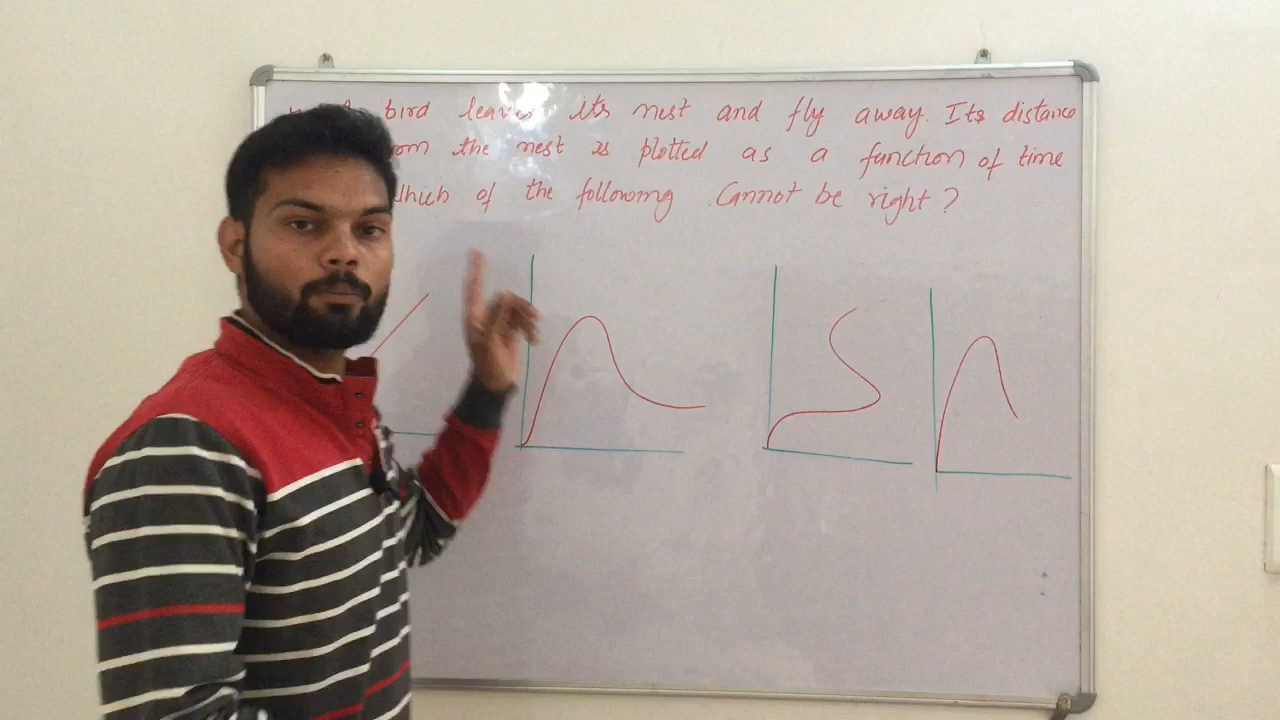 bird leaves its nest and fly away. Its distance
the nest is plotted as a function of time
of the following Cannot be right?